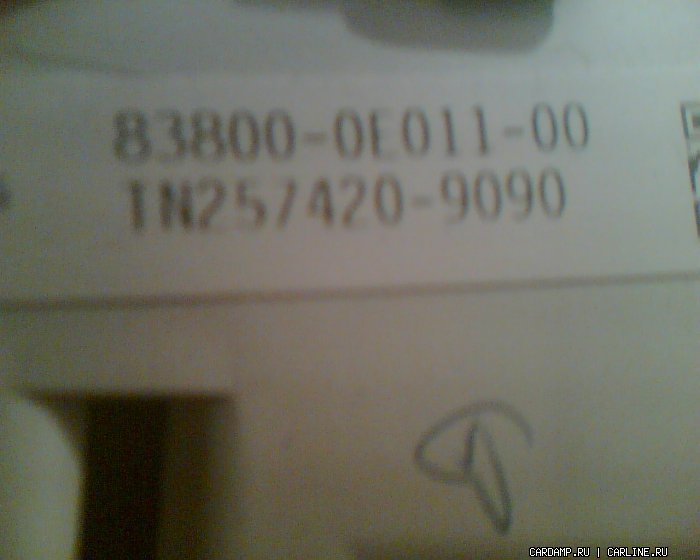 83800-0E011-00
TN257420-9090
CARDAMP.RU | CARLINE.RU